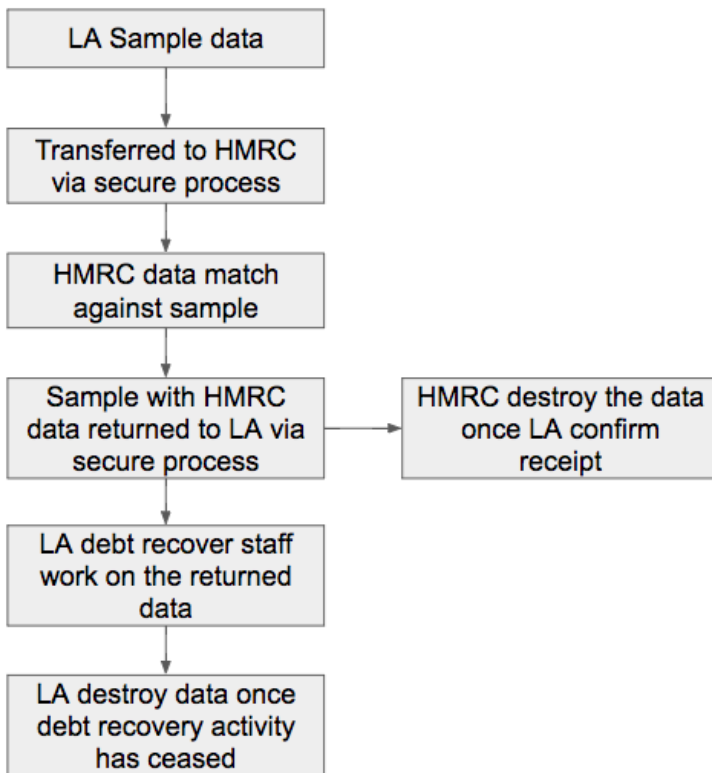 LA Sample data
Transferred to HMRC
via secure process
HMRC data match
against sample
Sample with HMRC
data returned to LA via
secure process
HMRC destroy the data
once LA confirm
receipt
LA debt recover staff
work on the returned
data
LA destroy data once
debt recovery activity
has ceased